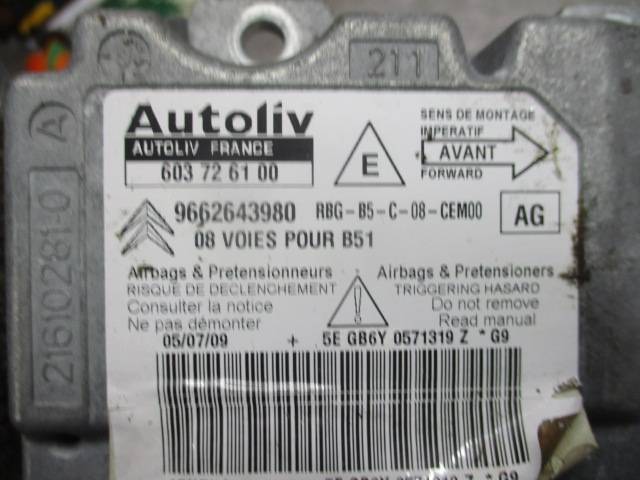 211
A
21610281-0
Autoliv
AUTOLIV FRANCE
603 72 61 00
E
SENS DE MONTAGE
IMPERATIF
AVANT
FORWARD
9662643980 RBG-B5-C-08-CEM00 AG
08 VOIES POUR B51
Airbags & Pretensionneurs
RISQUE DE DECLENCHEMENT
Consulter la notice
Ne pas démonter
Airbags & Pretensioners
TRIGGERING HASARD
Do not remove
Read manual
05/07/09 + 5E GB6Y 0571319 Z * G9